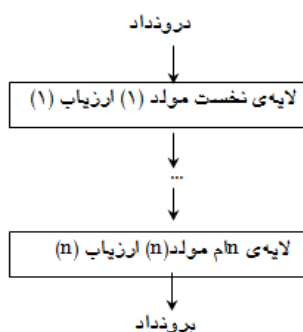 درونداد
لایه‌ی نخست مولد (۱) ارزیاب (۱)
...
لایه‌ی nام مولد(n) ارزیاب (n)
برونداد